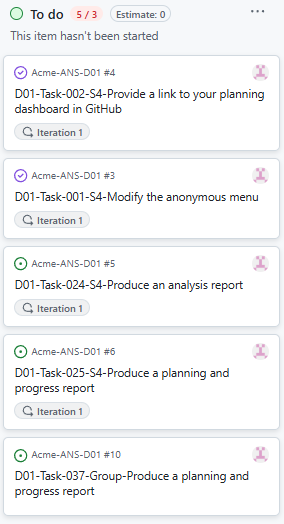 To do 5 / 3 Estimate: 0
This item hasn't been started
Acme-ANS-D01 #4
D01-Task-002-S4-Provide a link to your planning
dashboard in GitHub
Iteration 1
Acme-ANS-D01 #3
D01-Task-001-S4-Modify the anonymous menu
Iteration 1
Acme-ANS-D01 #5
D01-Task-024-S4-Produce an analysis report
Iteration 1
Acme-ANS-D01 #6
D01-Task-025-S4-Produce a planning and
progress report
Iteration 1
Acme-ANS-D01 #10
D01-Task-037-Group-Produce a planning and
progress report